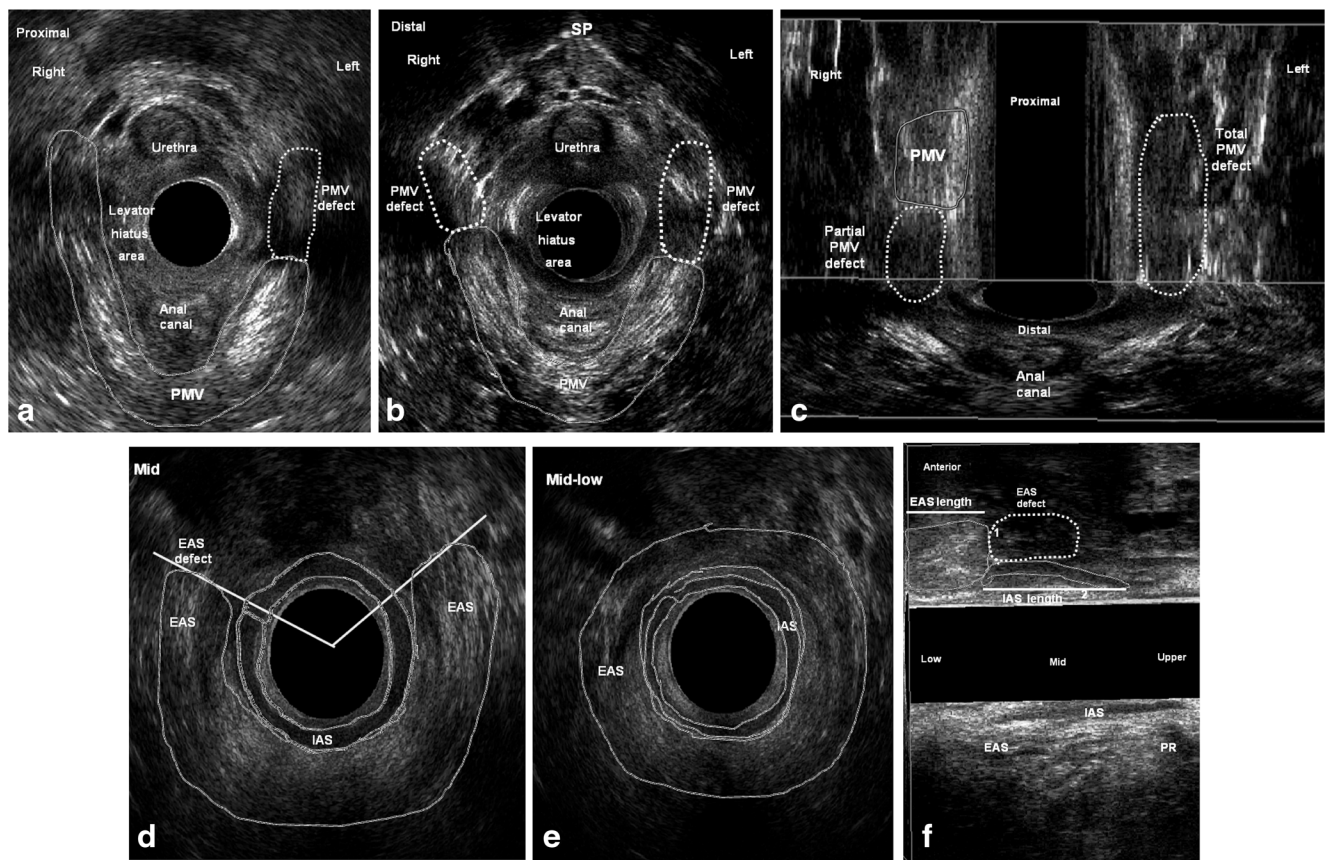 Proximal
Right
Left
Urethra
PMV
defect
Levator
hiatus
area
Anal
canal
PMV
a
Distal
Right
SP
Left
Urethra
PMV
defect
PMV
defect
Levator
hiatus
area
Anal
canal
PMV
b
Right
Proximal
Left
PMV
Total
PMV
defect
Partial
PMV
defect
Distal
Anal
canal
c
Mid
EAS
defect
EAS
EAS
IAS
d
Mid-low
IAS
EAS
e
Anterior
EAS length
EAS
defect
1
2
IAS length
Low
Mid
Upper
IAS
EAS
PR
f